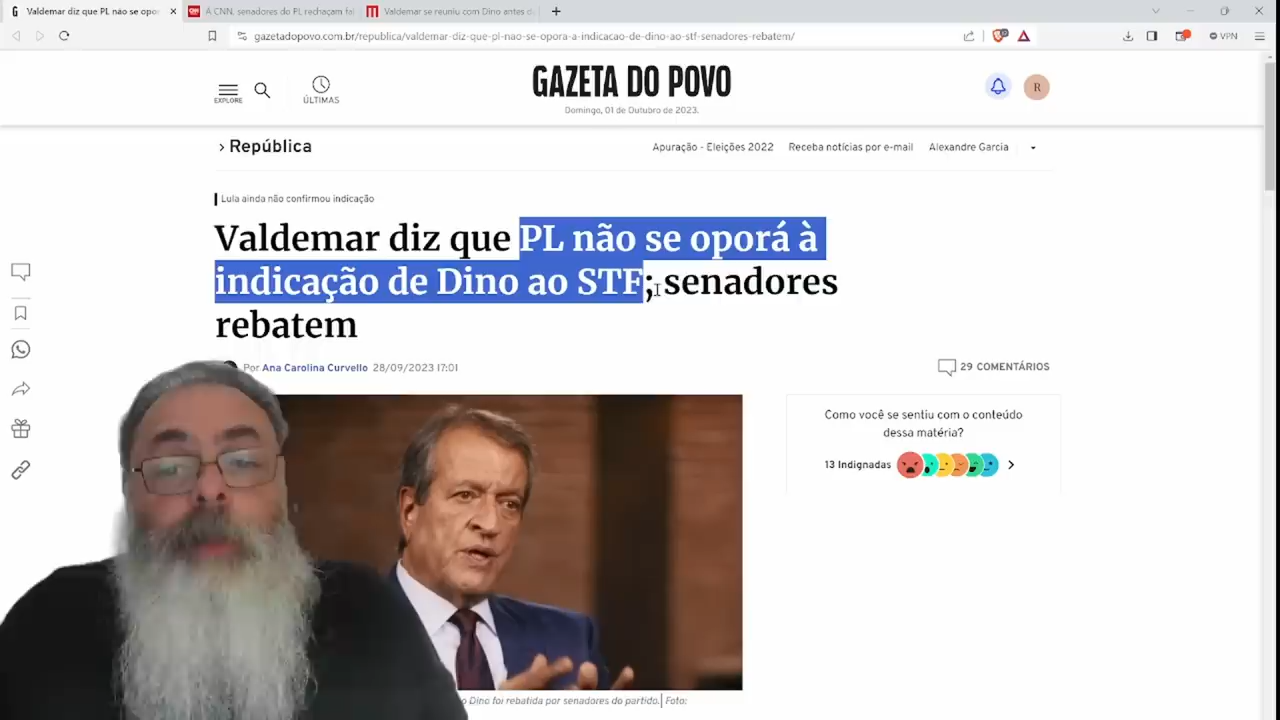 Valdemar diz que PL não se opor
A CNN, senadores do PL rechaçam fal
Valdemar se reuniu com Dino antes d
gazetadopovo.com.br/republica/valdemar-diz-que-pl-nao-se-opora-a-indicacao-de-dino-ao-stf-senadores-rebatem/
VPN
EXPLORE
ÚLTIMAS
GAZETA DO POVO
Domingo, 01 de Outubro de 2023.
R
República
Apuração - Eleições 2022 Receba notícias por e-mail Alexandre Garcia
Lula ainda não confirmou indicação
Valdemar diz que PL não se oporá à
indicação de Dino ao STF; senadores
rebatem
Por Ana Carolina Curvello 28/09/2023 17:01
29 COMENTÁRIOS
Como você se sentiu com o conteúdo
dessa matéria?
13 Indignadas
o Dino foi rebatida por senadores do partido.| Foto: